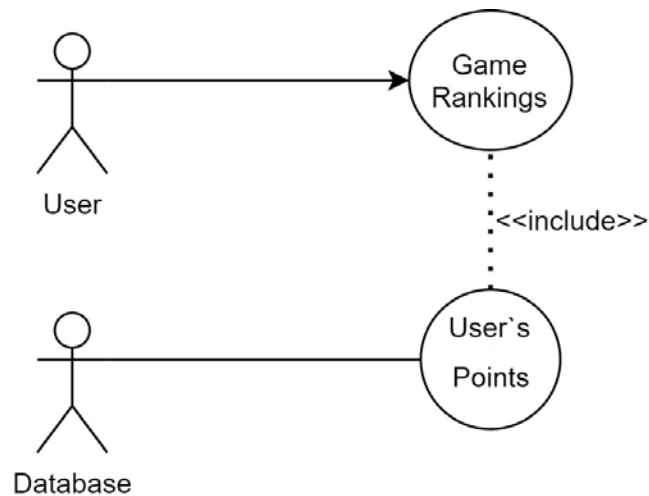 Game
Rankings
User
<<include>>
User`s
Points
Database